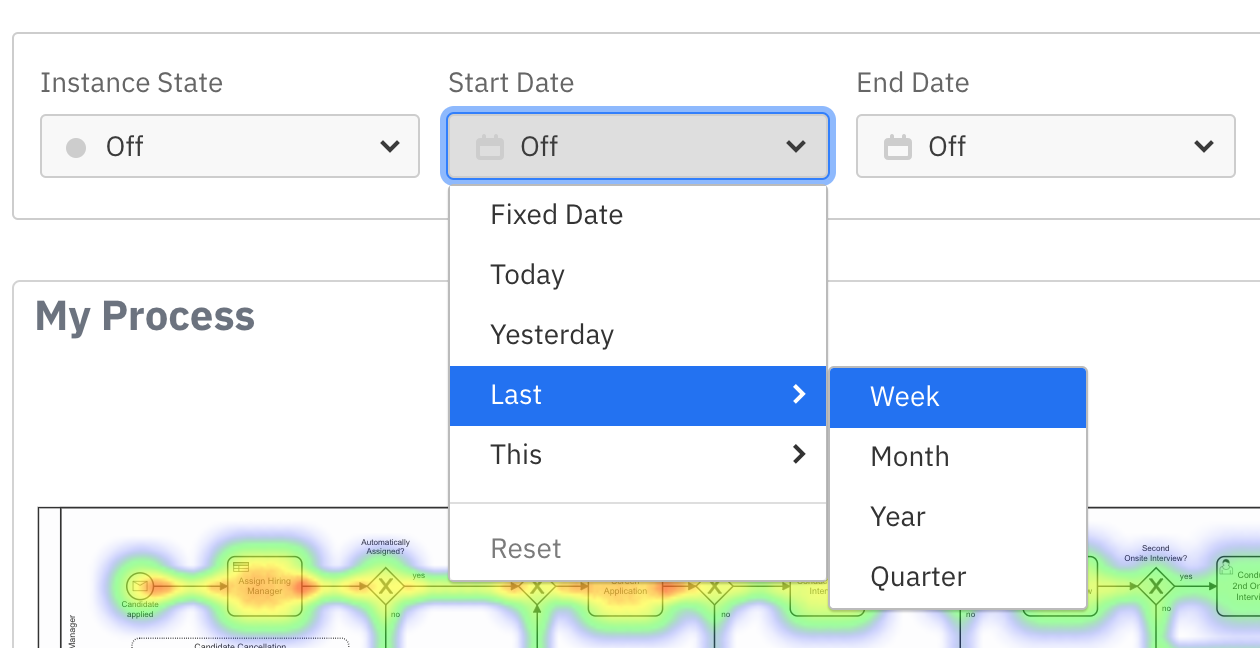 Instance State
Start Date
End Date
Off
Off
Off
Fixed Date
Today
Yesterday
Last
This
Reset
Week
Month
Year
Quarter
My Process
Automatically
Assigned?
yes
no
Candidate
applied
Assign Hiring
Manager
Application
no
no
Second
Onsite Interview?
yes
no
Manager
Candidate Cancellation